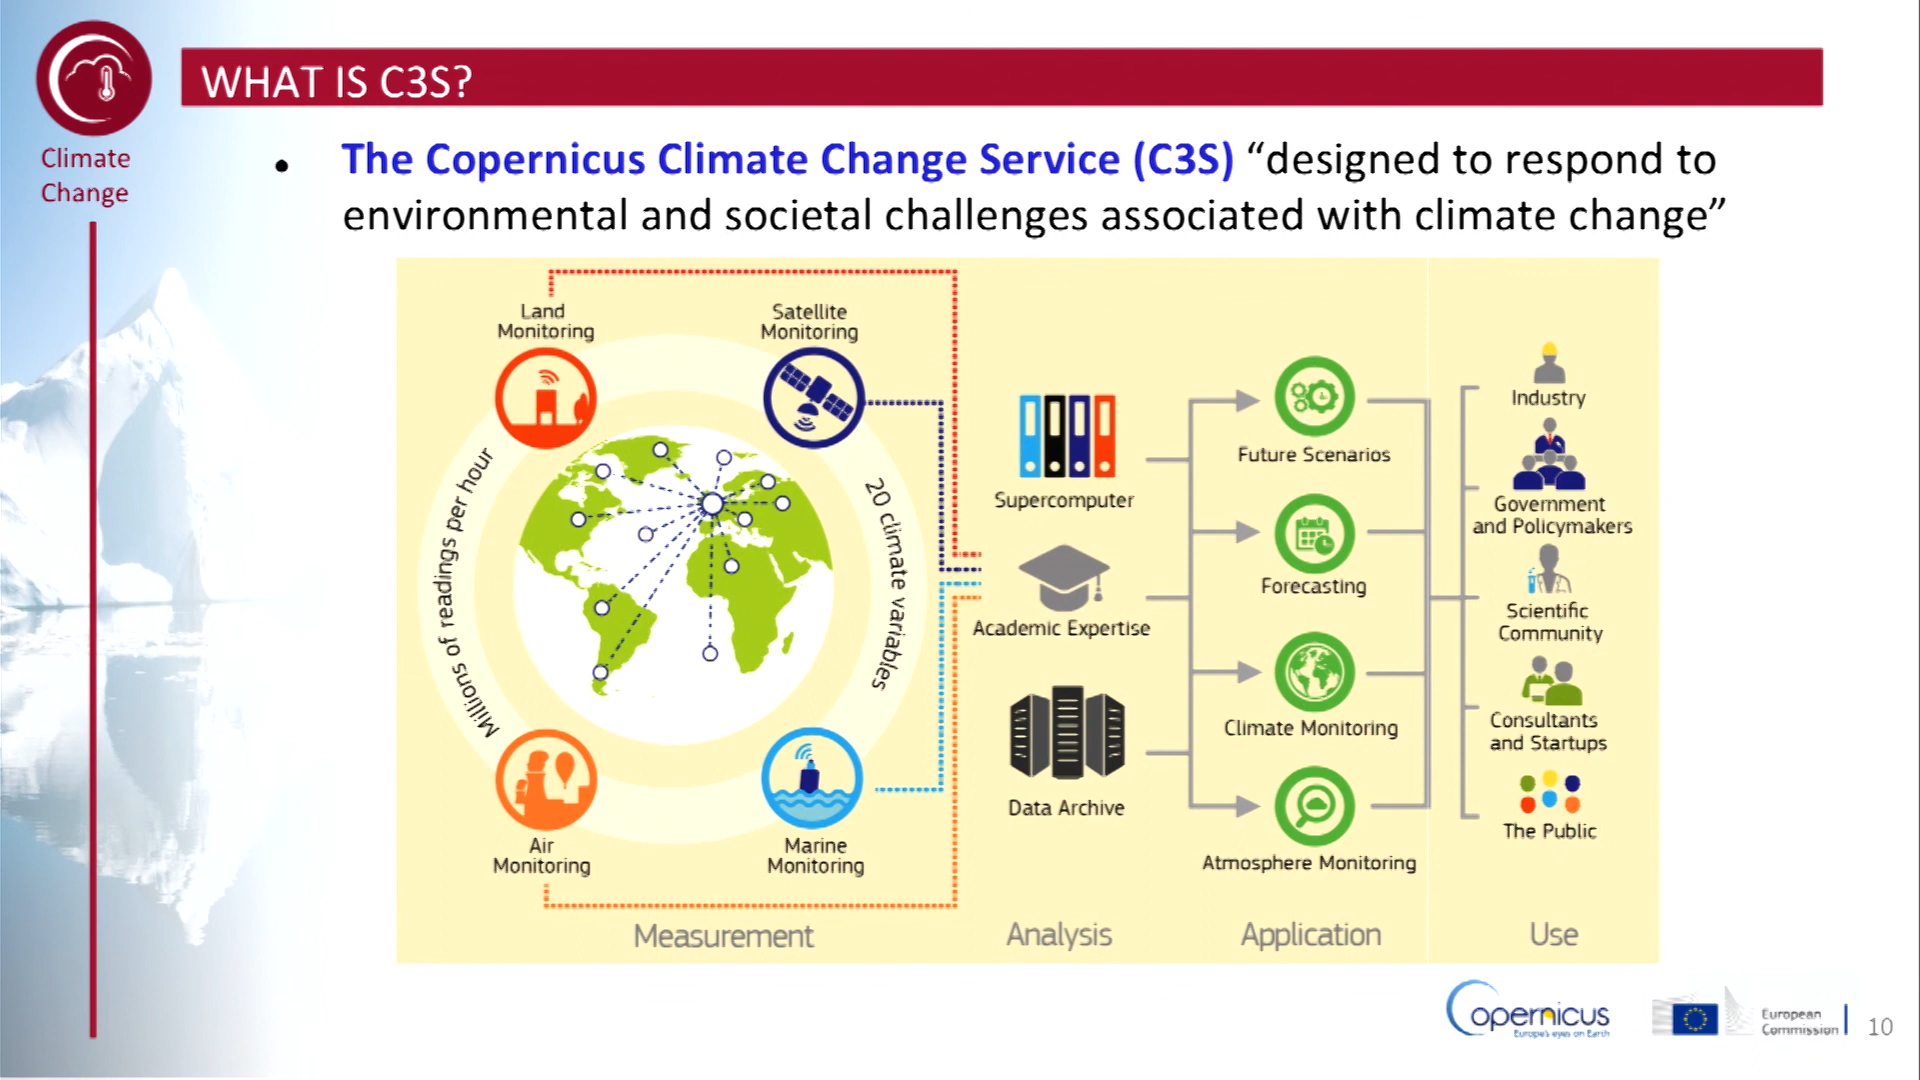 WHAT IS C3S?
Climate
Change
• The Copernicus Climate Change Service (C3S) “designed to respond to
environmental and societal challenges associated with climate change”
Land
Monitoring
Satellite
Monitoring
Millions of readings per hour
20 climate variables
Air
Monitoring
Marine
Monitoring
Measurement
Supercomputer
Academic Expertise
Data Archive
Analysis
Future Scenarios
Forecasting
Climate Monitoring
Atmosphere Monitoring
Application
Industry
Government
and Policymakers
Scientific
Community
Consultants
and Startups
The Public
Use
Copernicus
Europe's eyes on Earth
European
Commission
10